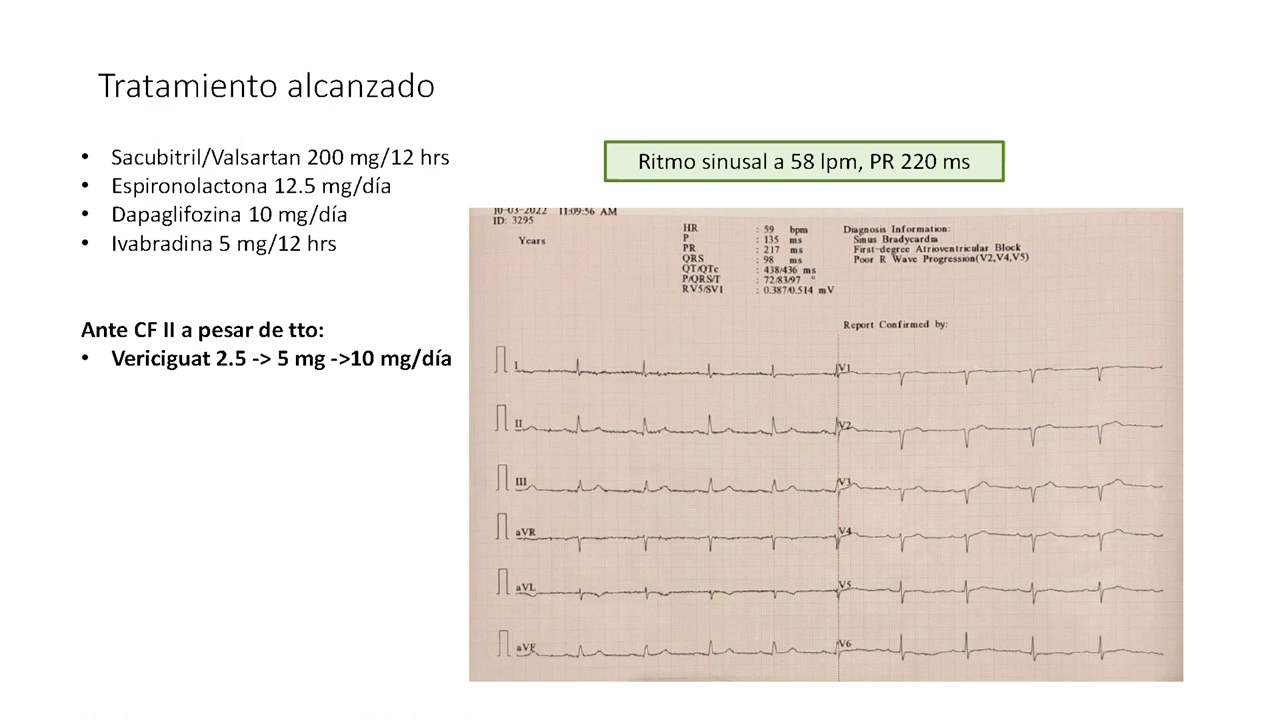 Tratamiento alcanzado
• Sacubitril/Valsartan 200 mg/12 hrs
• Espironolactona 12.5 mg/día
• Dapaglifozina 10 mg/día
• Ivabradina 5 mg/12 hrs
Ante CF II a pesar de tto:
• Vericiguat 2.5 -> 5 mg ->10 mg/día
Ritmo sinusal a 58 lpm, PR 220 ms
10-03-2022 11:09:56 AM
ID: 3295
Years
HR : 59 bpm
P : 135 ms
PR : 217 ms
QRS : 98 ms
QT/QTc : 438/436 ms
P/QRS/T : 72/83/97 °
RV5/SV1 : 0.387/0.514 mV
Diagnosis Information:
Sinus Bradycardia
First-degree Atrioventricular Block
Poor R Wave Progression(V2,V4,V5)
Report Confirmed by:
I
II
III
aVR
aVL
aVF
V1
V2
V3
V4
V5
V6